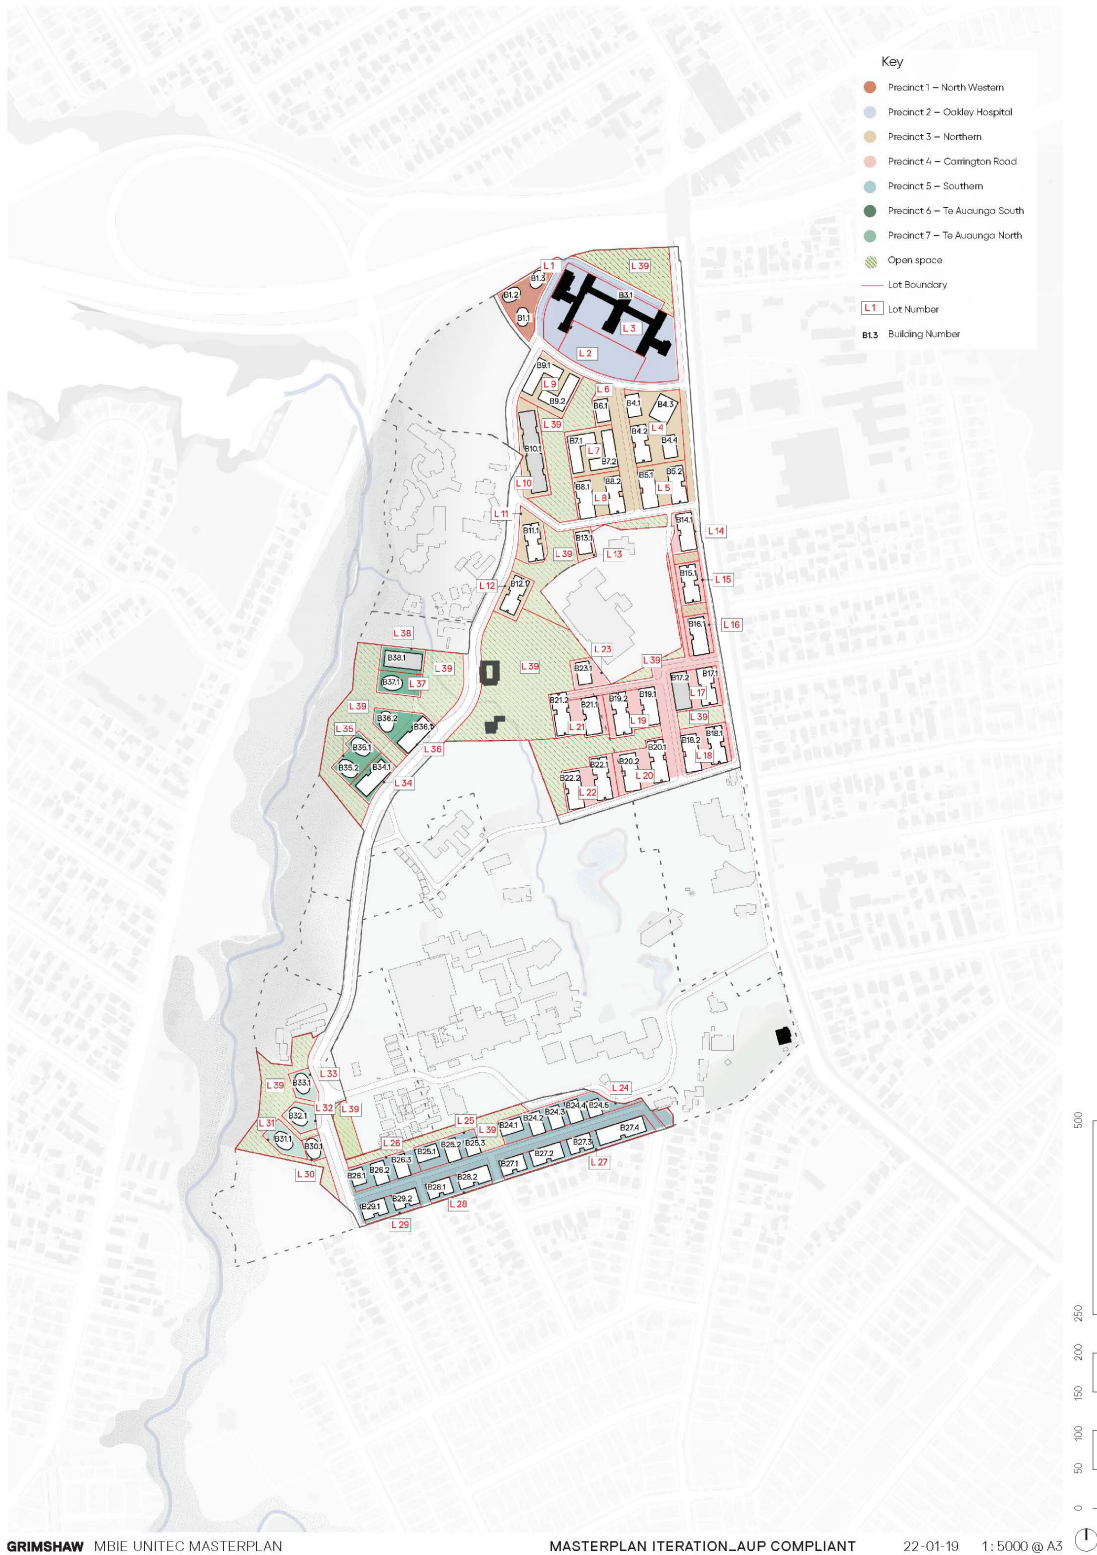 Key
Precinct 1 – North Western
Precinct 2 – Oakley Hospital
Precinct 3 – Northern
Precinct 4 – Carrington Road
Precinct 5 – Southern
Precinct 6 – Te Auaunga South
Precinct 7 – Te Auaunga North
Open space
Lot Boundary
L 1 Lot Number
B1.3 Building Number
L 1
L 39
B1.3
B1.2
B1.1
B3.1
L 3
L 2
B9.1
L 9
B9.2
L 6
B6.1
B4.1
B4.3
L 39
L 4
B4.2
B4.4
B7.1
L 7
B7.2
B10.1
L 10
B8.1
B8.2
L 8
B5.1
B5.2
L 5
L 11
B11.1
L 39
B13.1
L 13
B14.1
L 14
L 12
B12.1
B15.1
L 15
B16.1
L 16
L 38
B38.1
L 39
B37.1
L 37
L 39
L 23
B23.1
L 39
B17.2
B17.1
L 17
L 39
B36.2
B36.1
L 36
L 35
B35.1
B35.2
B34.1
L 34
B21.2
B21.1
L 21
B19.2
B19.1
L 19
L 39
B18.2
B18.1
L 18
B22.2
B22.1
L 22
B20.2
B20.1
L 20
L 33
B33.1
L 39
L 32
B32.1
L 31
B31.1
B30.1
L 30
L 39
L 24
L 25
L 39
B24.1
B24.2
B24.3
B24.4
B24.5
L 26
B26.1
B26.2
B26.3
B25.1
B25.2
B25.3
B27.1
B27.2
B27.3
B27.4
L 27
B29.1
B29.2
L 29
B28.1
B28.2
L 28
500
250
200
150
100
50
0
GRIMSHAW MBIE UNITEC MASTERPLAN
MASTERPLAN ITERATION_AUP COMPLIANT
22-01-19
1:5000 @ A3